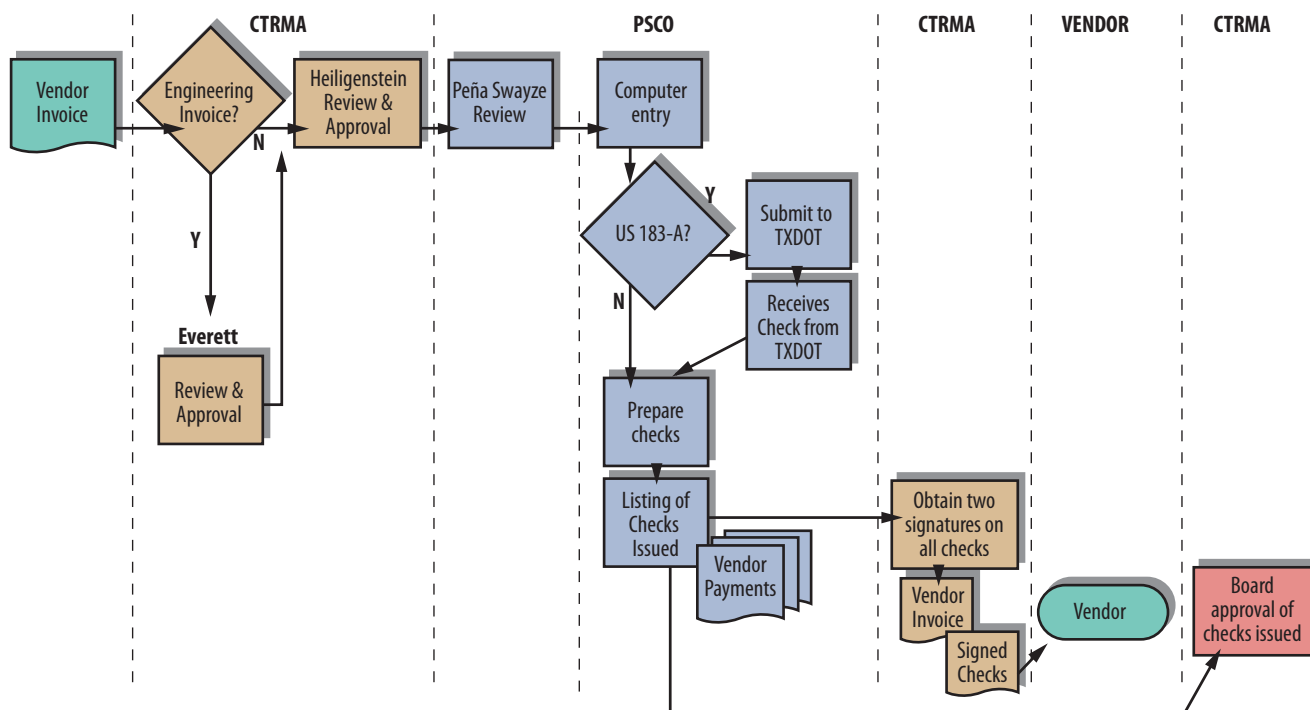 CTRMA
PSCO
CTRMA
VENDOR
CTRMA
Vendor
Invoice
Engineering
Invoice?
N
Y
Heiligenstein
Review &
Approval
Everett
Review &
Approval
Peña Swayze
Review
Computer
entry
US 183-A?
Y
N
Submit to
TXDOT
Receives
Check from
TXDOT
Prepare
checks
Listing of
Checks
Issued
Vendor
Payments
Obtain two
signatures on
all checks
Vendor
Invoice
Signed
Checks
Vendor
Board
approval of
checks issued